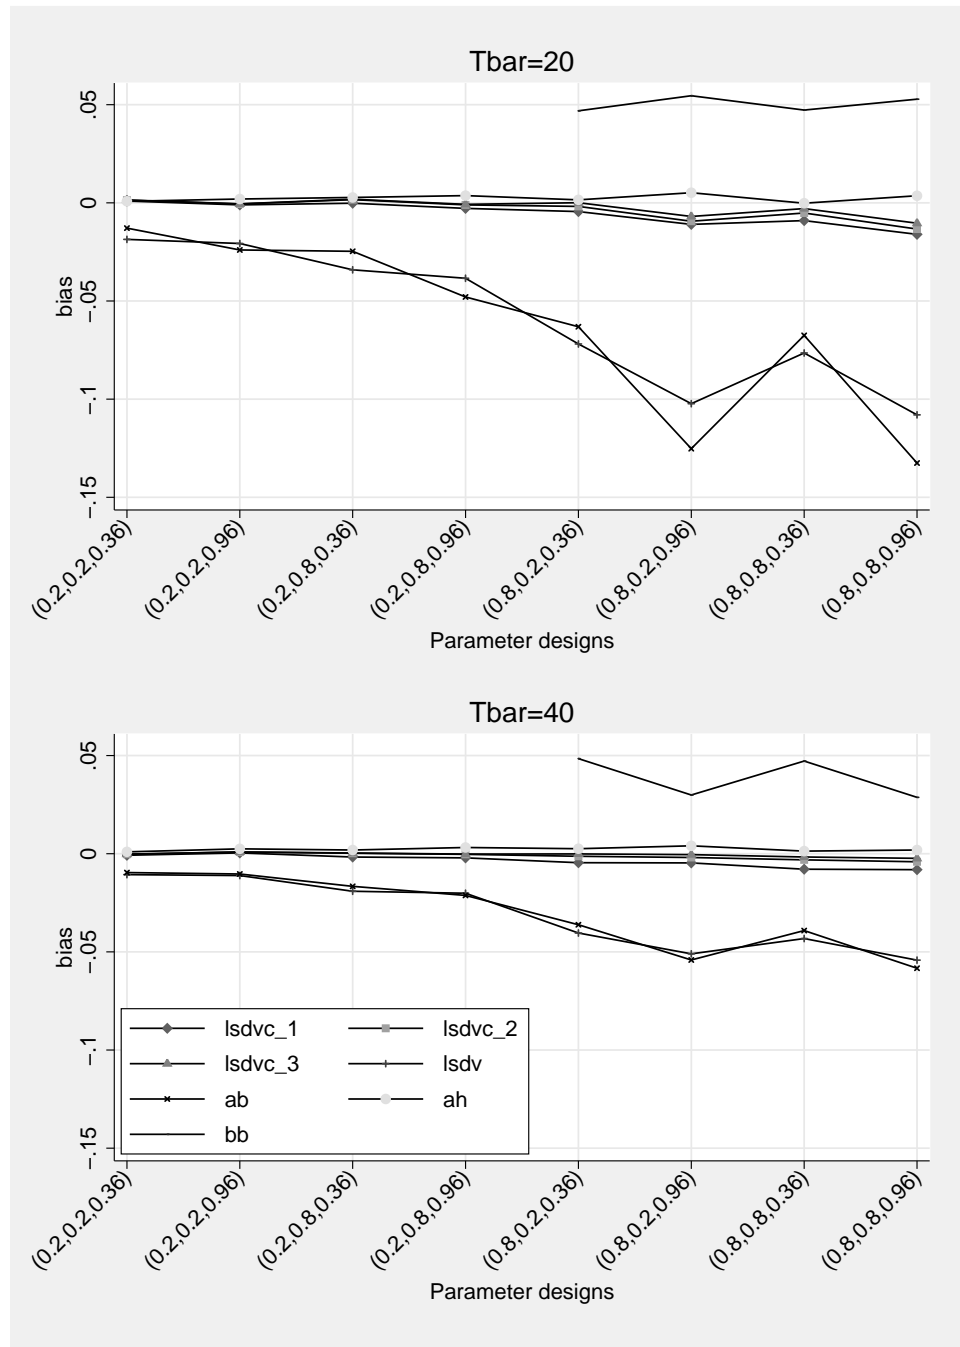 Tbar=20
.05
0
−.05
−.1
−.15
bias
(0.2,0.2,0.36)
(0.2,0.2,0.96)
(0.2,0.8,0.36)
(0.2,0.8,0.96)
(0.8,0.2,0.36)
(0.8,0.2,0.96)
(0.8,0.8,0.36)
(0.8,0.8,0.96)
Parameter designs
Tbar=40
.05
0
−.05
−.1
−.15
bias
lsdvc_1 lsdvc_2
lsdvc_3 lsdv
ab ah
bb
(0.2,0.2,0.36)
(0.2,0.2,0.96)
(0.2,0.8,0.36)
(0.2,0.8,0.96)
(0.8,0.2,0.36)
(0.8,0.2,0.96)
(0.8,0.8,0.36)
(0.8,0.8,0.96)
Parameter designs